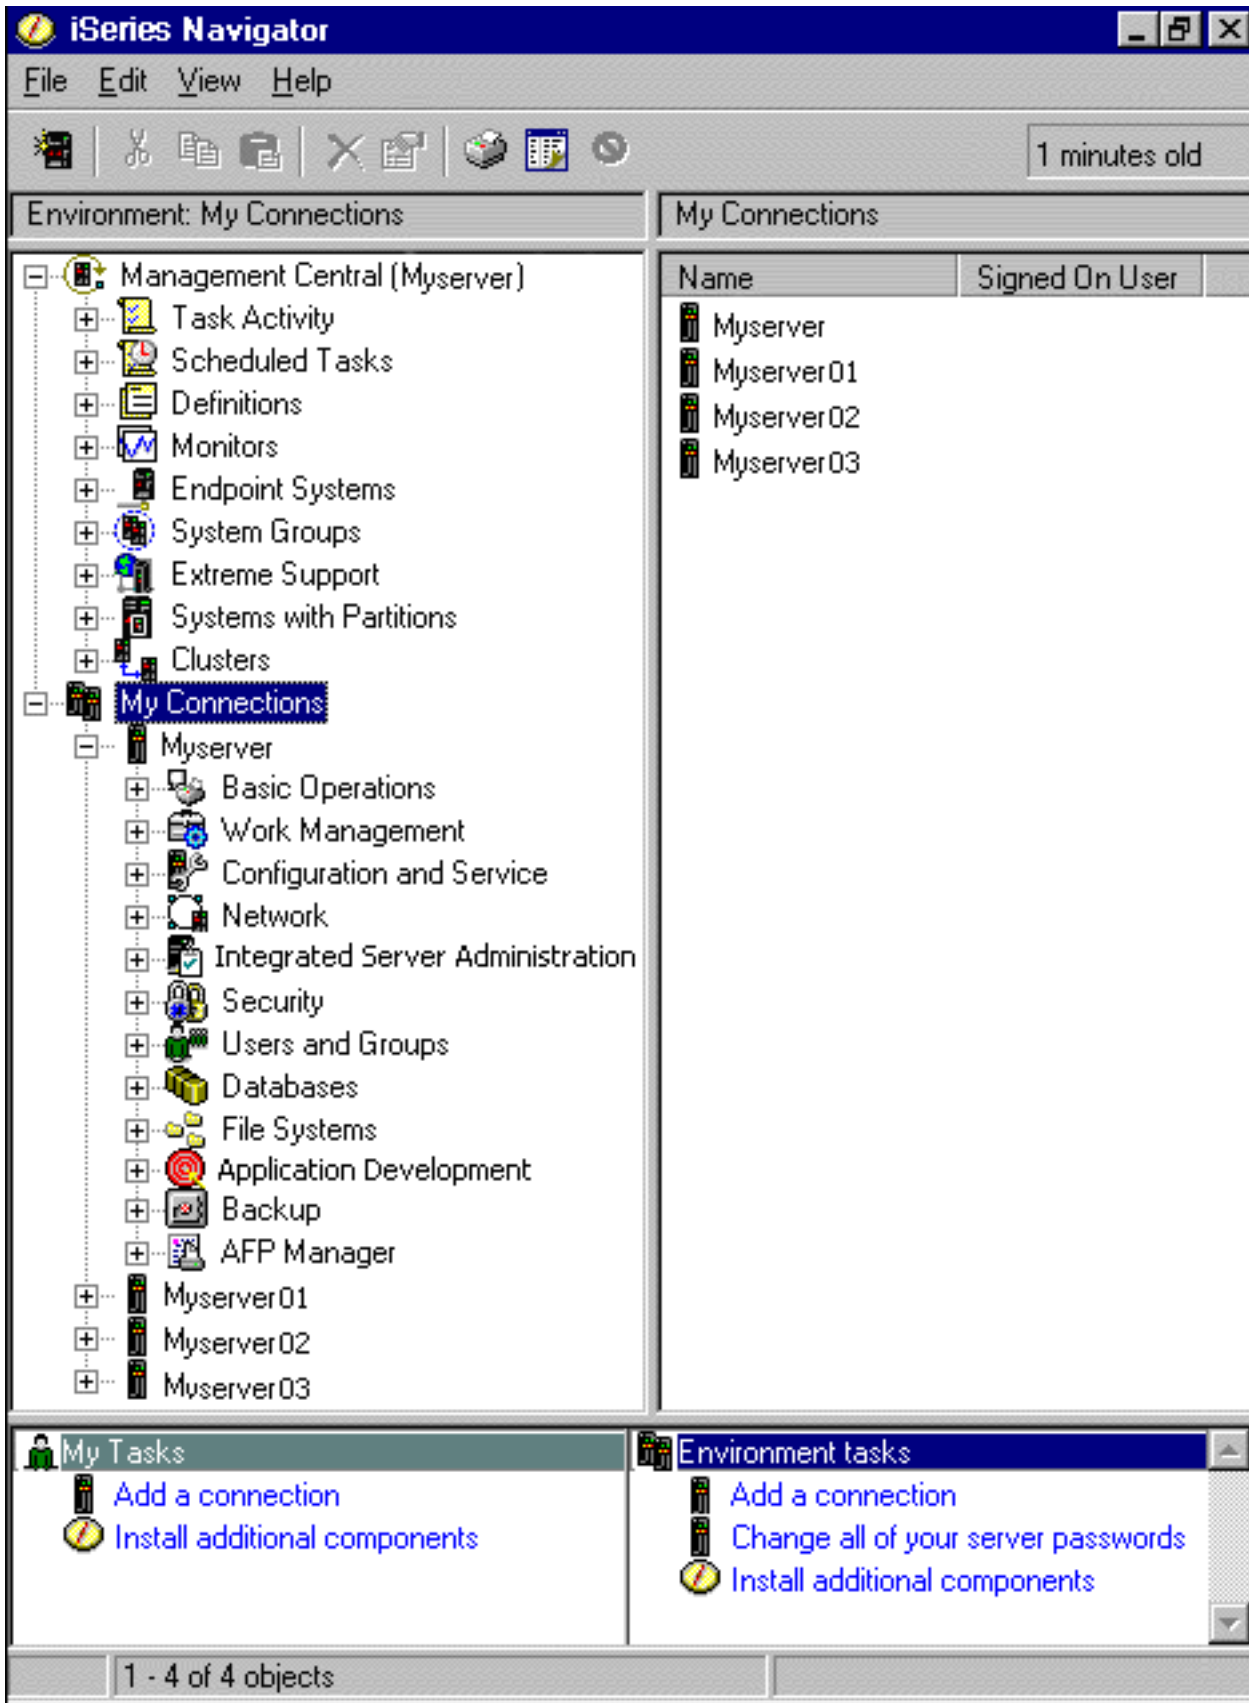 iSeries Navigator
File Edit View Help
1 minutes old
Environment: My Connections
My Connections
Management Central (Myserver)
Task Activity
Scheduled Tasks
Definitions
Monitors
Endpoint Systems
System Groups
Extreme Support
Systems with Partitions
Clusters
My Connections
Myserver
Basic Operations
Work Management
Configuration and Service
Network
Integrated Server Administration
Security
Users and Groups
Databases
File Systems
Application Development
Backup
AFP Manager
Myserver01
Myserver02
Myserver03
Name Signed On User
Myserver
Myserver01
Myserver02
Myserver03
My Tasks
Add a connection
Install additional components
Environment tasks
Add a connection
Change all of your server passwords
Install additional components
1 - 4 of 4 objects